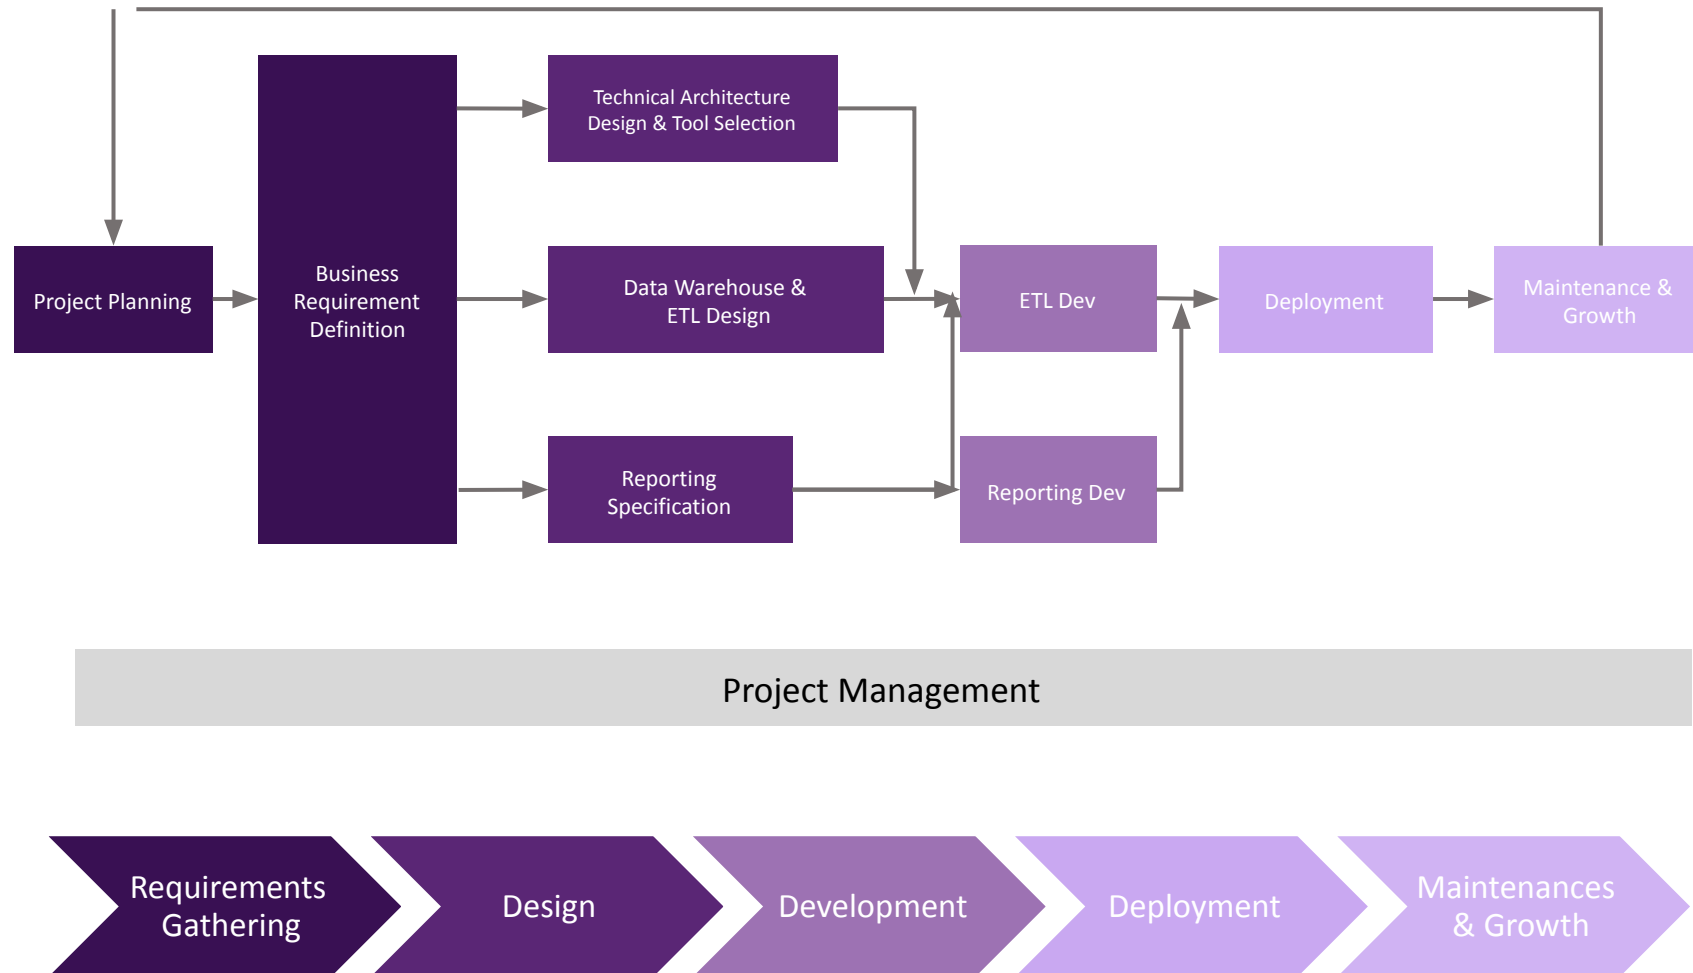 Technical Architecture
Design & Tool Selection
Project Planning
Business
Requirement
Definition
Data Warehouse &
ETL Design
ETL Dev
Deployment
Maintenance &
Growth
Reporting
Specification
Reporting Dev
Project Management
Requirements
Gathering
Design
Development
Deployment
Maintenances
& Growth